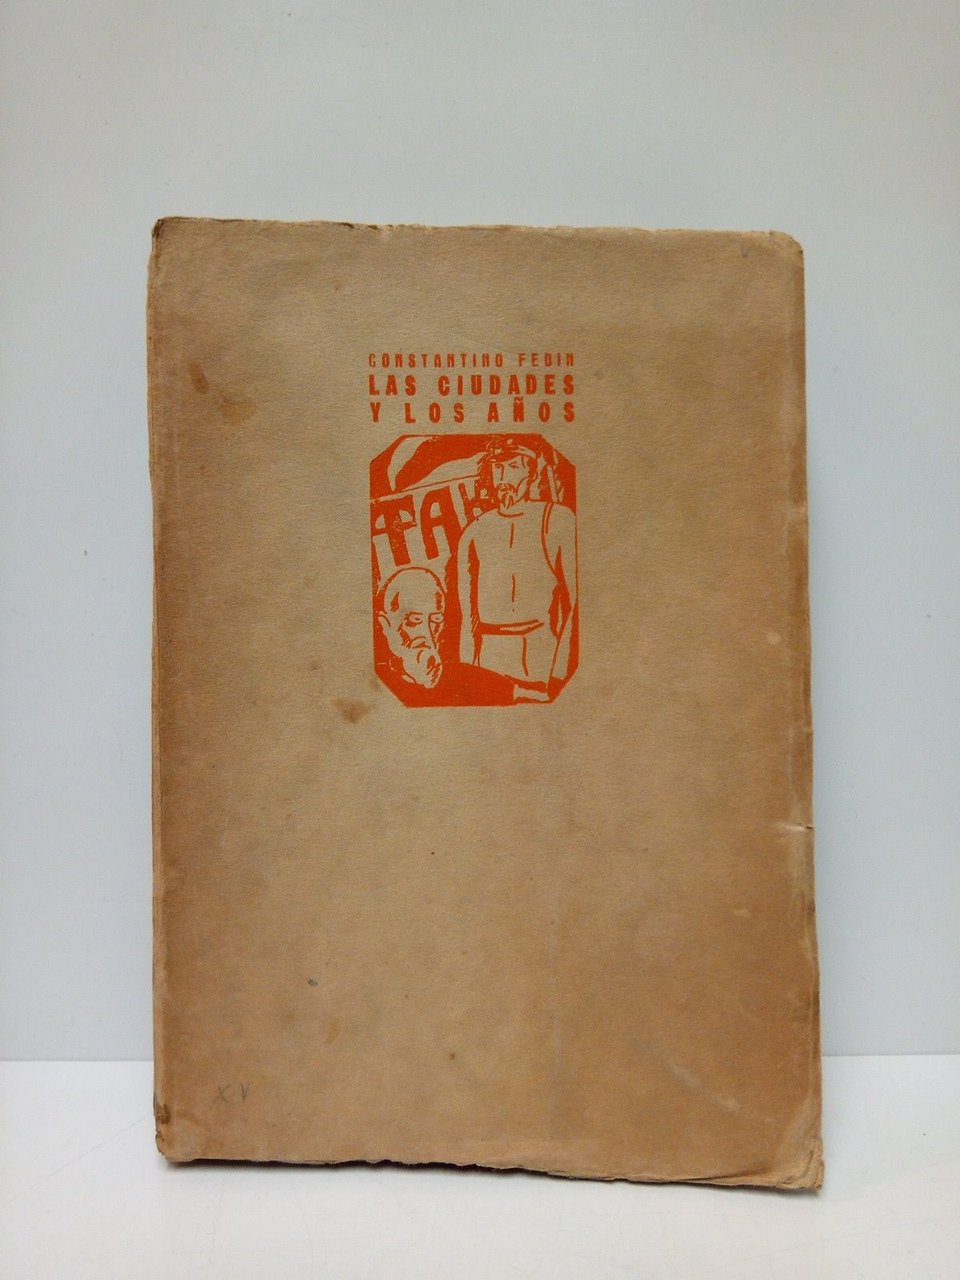 CONSTANTINO FEDIN
LAS CIUDADES
Y LOS AÑOS
X V